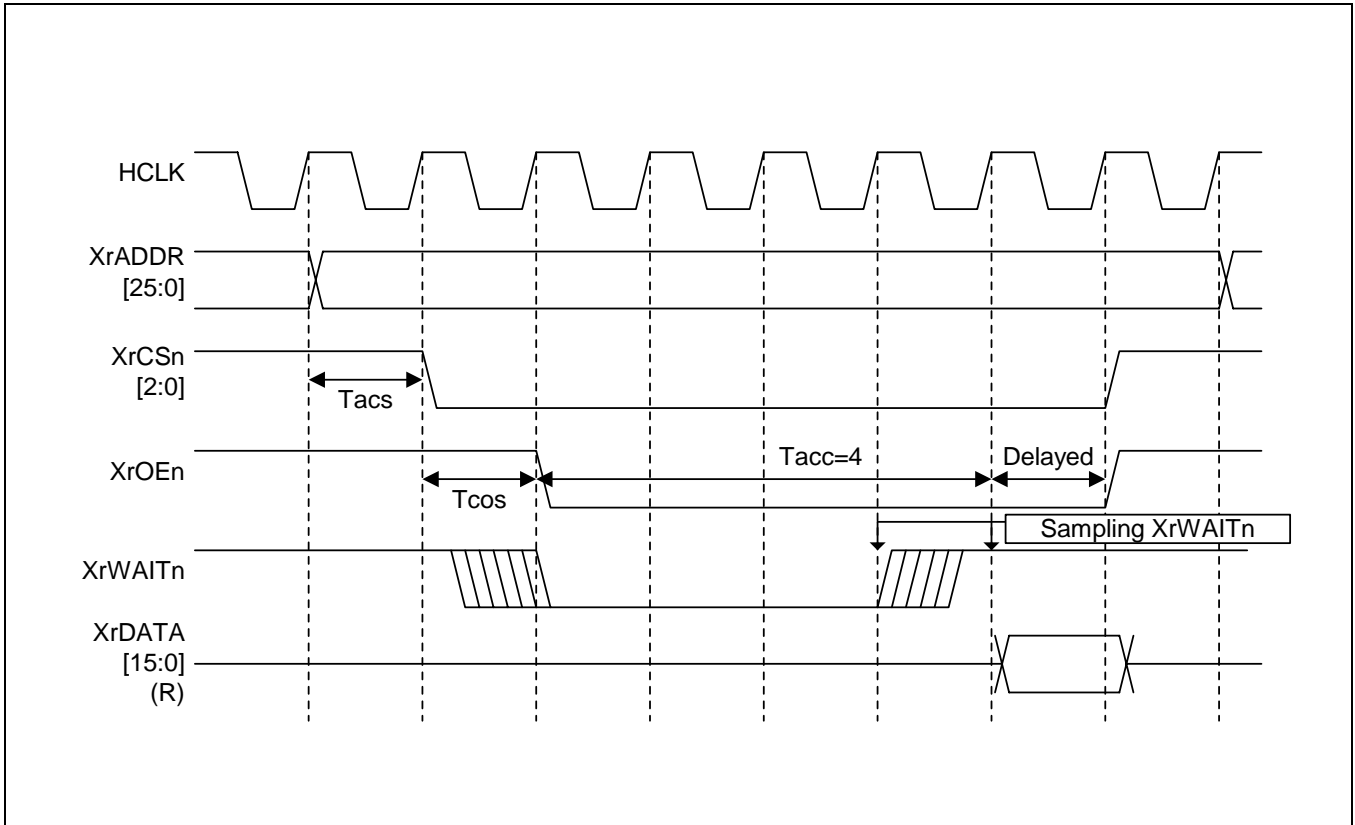 HCLK
XrADDR
[25:0]
XrCSn
[2:0]
Tacs
XrOEn
Tacc=4
Delayed
Tcos
Sampling XrWAITn
XrWAITn
XrDATA
[15:0]
(R)